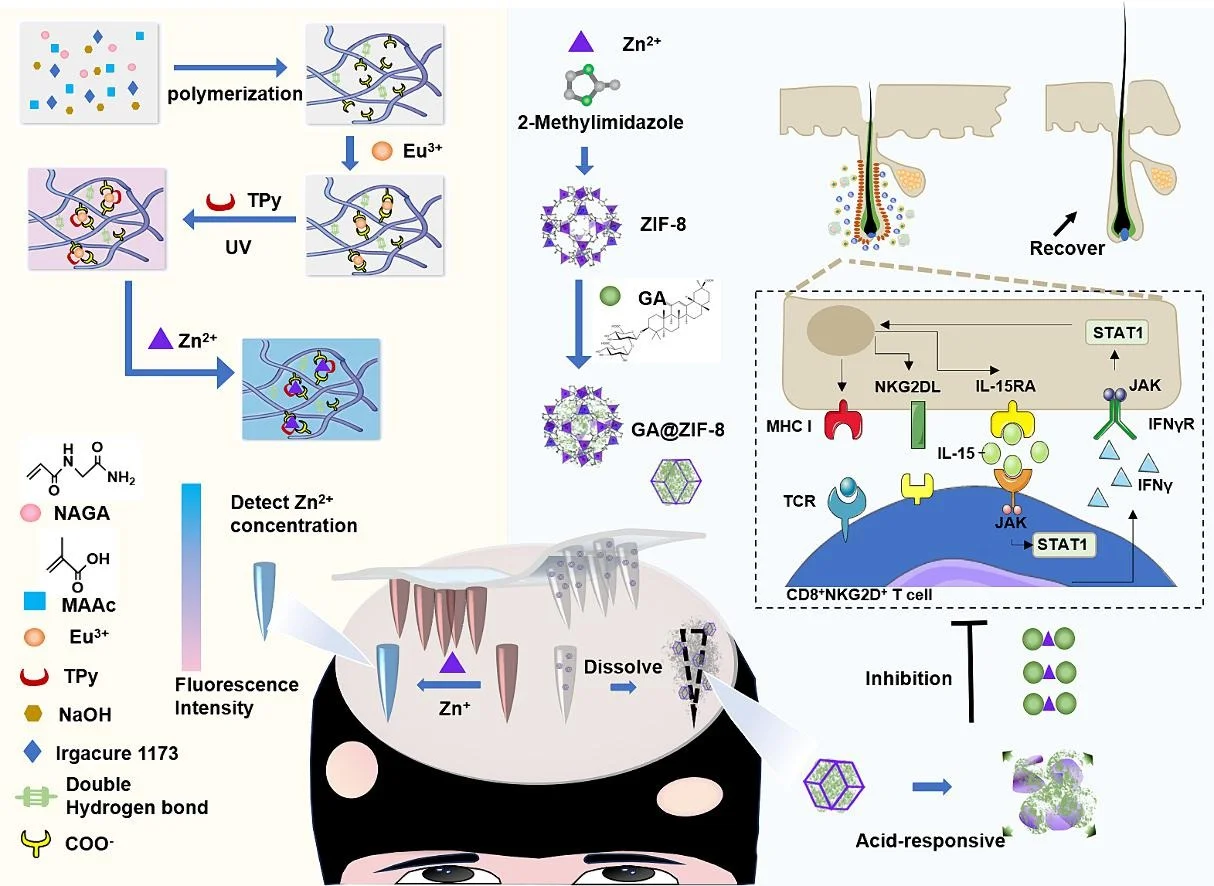 polymerization
Eu³⁺
TPy
UV
Zn²⁺
NAGA
MAAc
Eu³⁺
TPy
NaOH
Irgacure 1173
Double
Hydrogen bond
COO⁻
H
N
O
O
NH₂
OH
O
Detect Zn²⁺
concentration
Fluorescence
Intensity
Zn²⁺
2-Methylimidazole
ZIF-8
GA
GA@ZIF-8
Zn⁺
Dissolve
Recover
STAT1
NKG2DL
IL-15RA
JAK
MHC I
IFNγR
IL-15
IFNγ
TCR
JAK
STAT1
CD8⁺NKG2D⁺ T cell
Inhibition
Acid-responsive